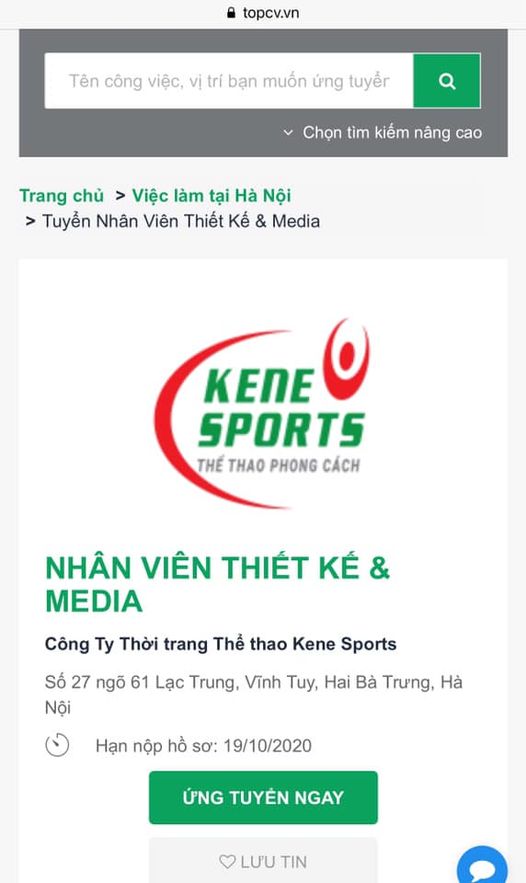 topcv.vn
Tên công việc, vị trí bạn muốn ứng tuyển
Chọn tìm kiếm nâng cao
Trang chủ > Việc làm tại Hà Nội
> Tuyển Nhân Viên Thiết Kế & Media
KENE
SPORTS
THỂ THAO PHONG CÁCH
NHÂN VIÊN THIẾT KẾ &
MEDIA
Công Ty Thời trang Thể thao Kene Sports
Số 27 ngõ 61 Lạc Trung, Vĩnh Tuy, Hai Bà Trưng, Hà
Nội
Hạn nộp hồ sơ: 19/10/2020
ỨNG TUYỂN NGAY
LƯU TIN